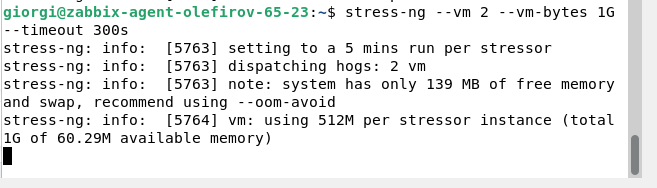 giorgi@zabbix-agent-olefirov-65-23:~$ stress-ng --vm 2 --vm-bytes 1G
--timeout 300s
stress-ng: info:  [5763] setting to a 5 mins run per stressor
stress-ng: info:  [5763] dispatching hogs: 2 vm
stress-ng: info:  [5763] note: system has only 139 MB of free memory
and swap, recommend using --oom-avoid
stress-ng: info:  [5764] vm: using 512M per stressor instance (total
1G of 60.29M available memory)